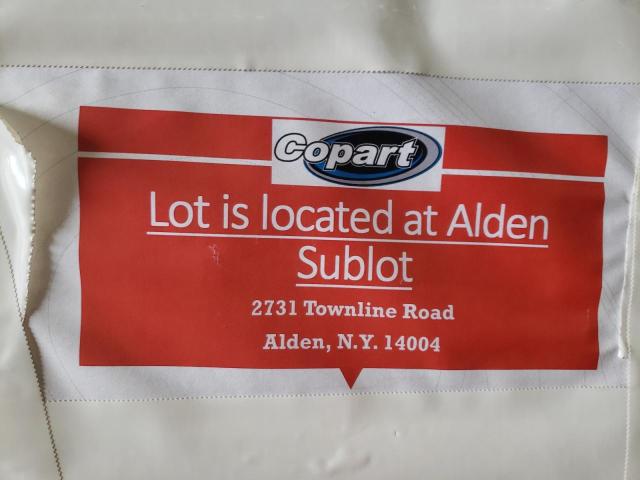 Copart
Lot is located at Alden
Sublot
2731 Townline Road
Alden, N.Y. 14004